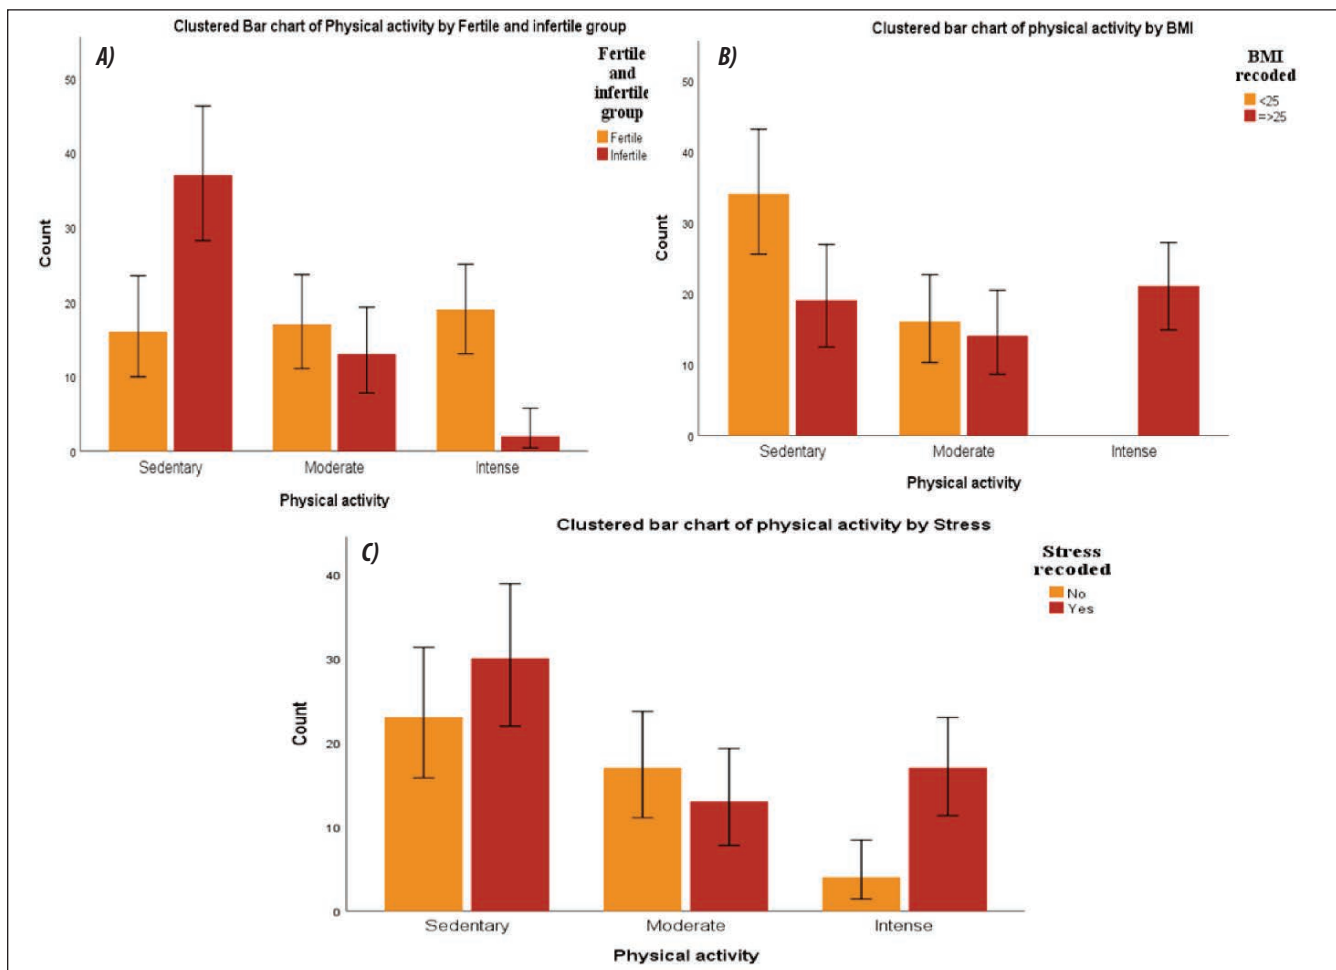 Clustered Bar chart of Physical activity by Fertile and infertile group
A)
Fertile
and
infertile
group
Fertile
Infertile
50
40
30
20
10
0
Count
Sedentary Moderate Intense
Physical activity
Clustered bar chart of physical activity by BMI
B)
BMI
recoded
<25
=>25
50
40
30
20
10
0
Count
Sedentary Moderate Intense
Physical activity
Clustered bar chart of physical activity by Stress
C)
Stress
recoded
No
Yes
40
30
20
10
0
Count
Sedentary Moderate Intense
Physical activity